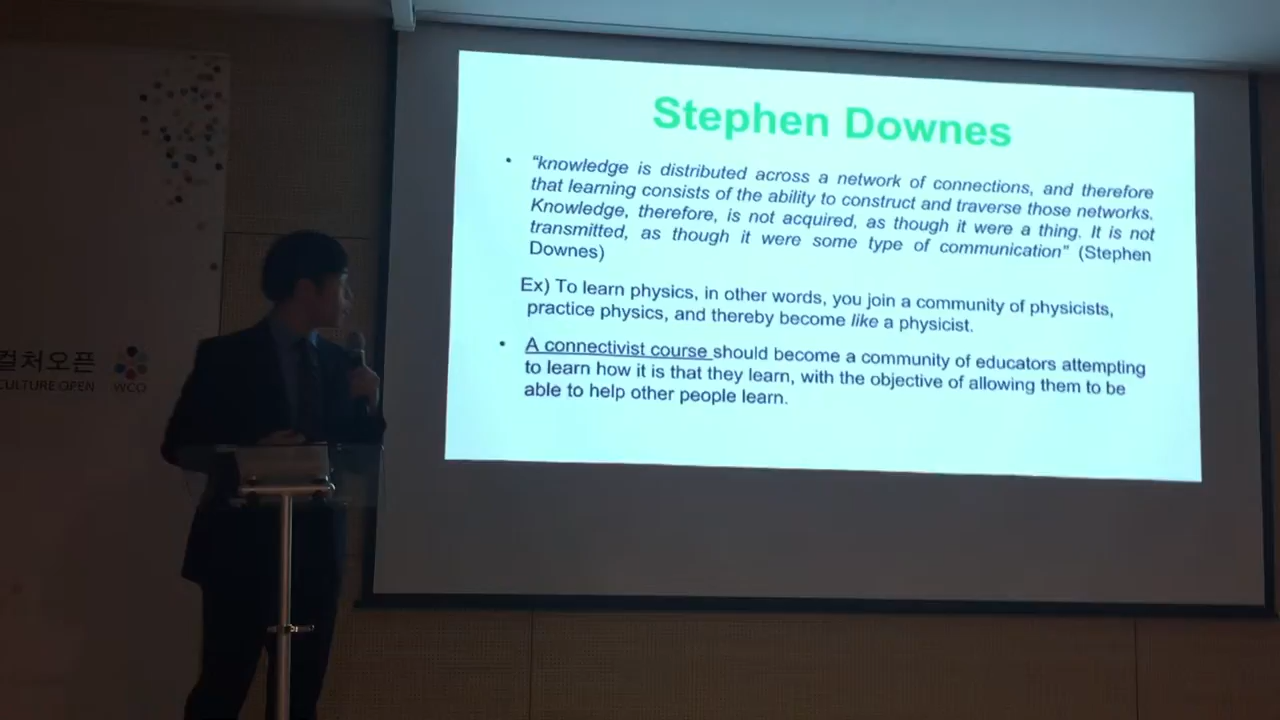 Stephen Downes
• “knowledge is distributed across a network of connections, and therefore
that learning consists of the ability to construct and traverse those networks.
Knowledge, therefore, is not acquired, as though it were a thing. It is not
transmitted, as though it were some type of communication” (Stephen
Downes)
Ex) To learn physics, in other words, you join a community of physicists,
practice physics, and thereby become like a physicist.
• A connectivist course should become a community of educators attempting
to learn how it is that they learn, with the objective of allowing them to be
able to help other people learn.
컬처오픈
CULTURE OPEN
WCO